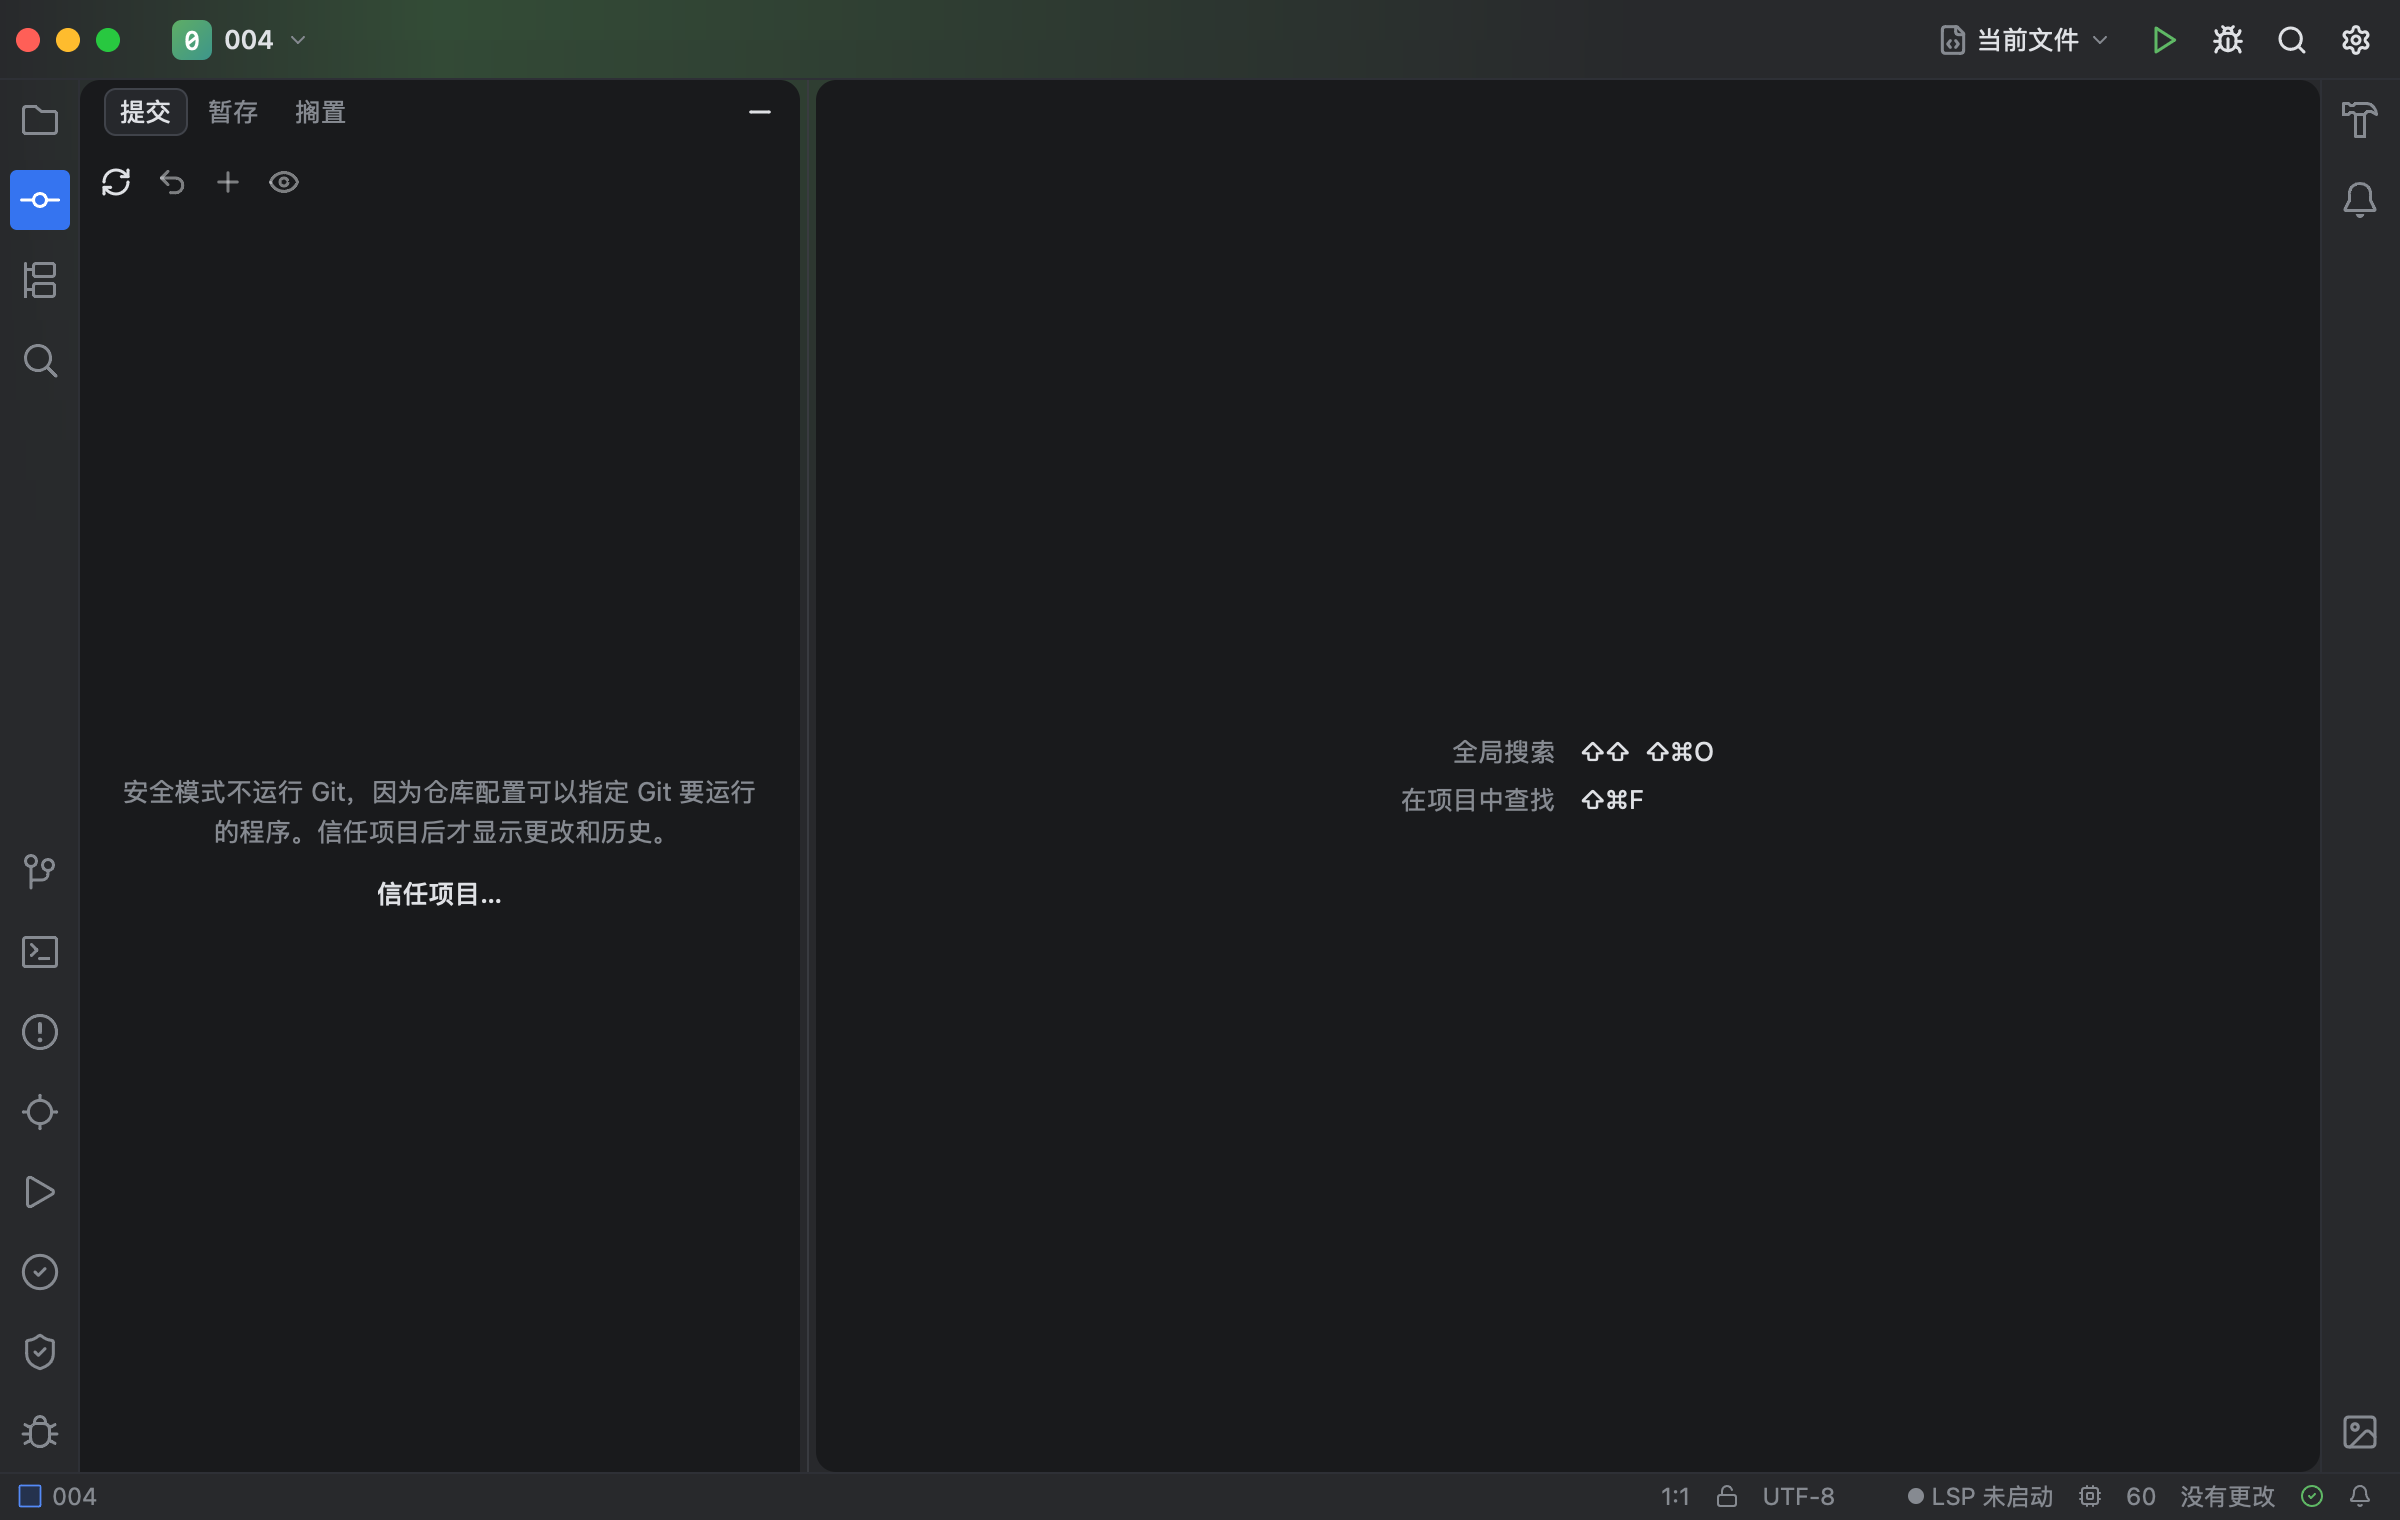 0 004
当前文件
提交 暂存 搁置
全局搜索 ⇧⇧ ⇧⌘O
在项目中查找 ⇧⌘F
安全模式不运行 Git，因为仓库配置可以指定 Git 要运行
的程序。信任项目后才显示更改和历史。
信任项目...
004
1:1 UTF-8 LSP 未启动 60 没有更改